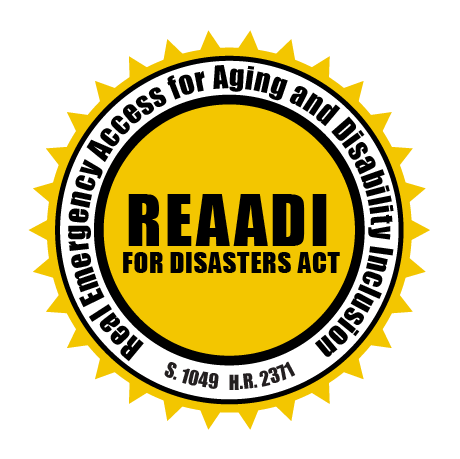 Real Emergency Access for Aging and Disability Inclusion
REAADI
FOR DISASTERS ACT
S. 1049 H.R. 2371